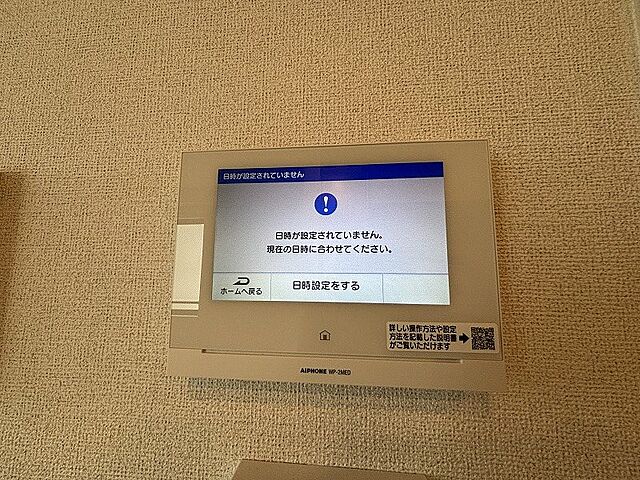 日時が設定されていません
!
日時が設定されていません。
現在の日時に合わせてください。
ホームへ戻る
日時設定をする
詳しい操作方法や設定
方法を記載した説明書
がご覧いただけます
AIPHONE WP-2MED